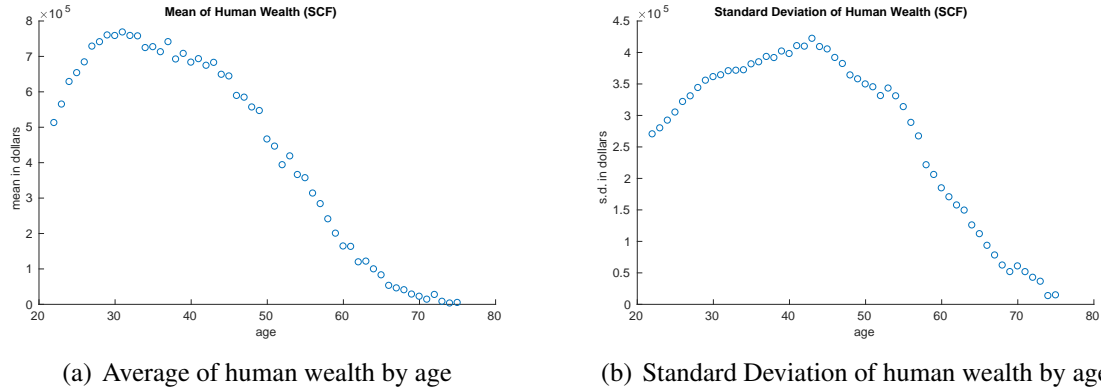 Mean of Human Wealth (SCF)
× 10^5
8
7
6
5
4
3
2
1
0
mean in dollars
20 30 40 50 60 70 80
age
(a) Average of human wealth by age
Standard Deviation of Human Wealth (SCF)
× 10^5
4.5
4
3.5
3
2.5
2
1.5
1
0.5
0
s.d. in dollars
20 30 40 50 60 70 80
age
(b) Standard Deviation of human wealth by age